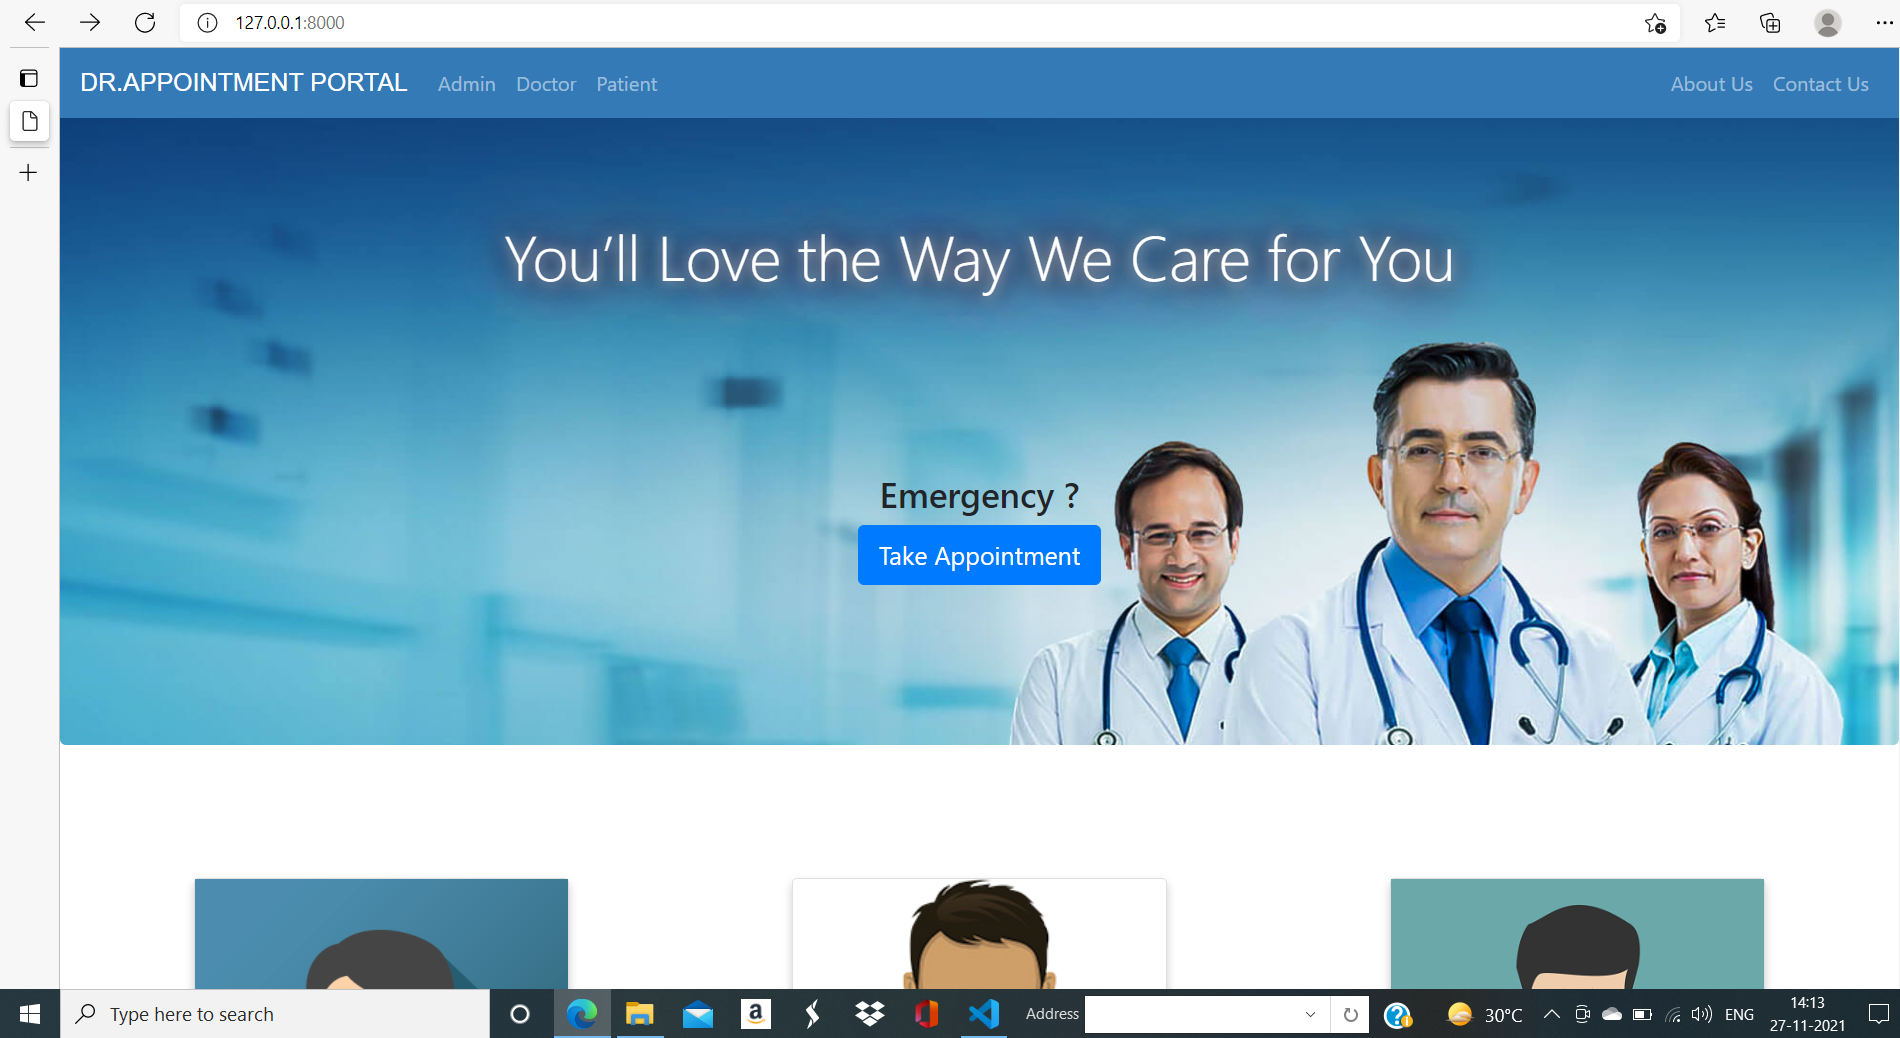 127.0.0.1:8000
DR.APPOINTMENT PORTAL Admin Doctor Patient About Us Contact Us
You’ll Love the Way We Care for You
Emergency ?
Take Appointment
Type here to search
Address
30°C
ENG
14:13
27-11-2021